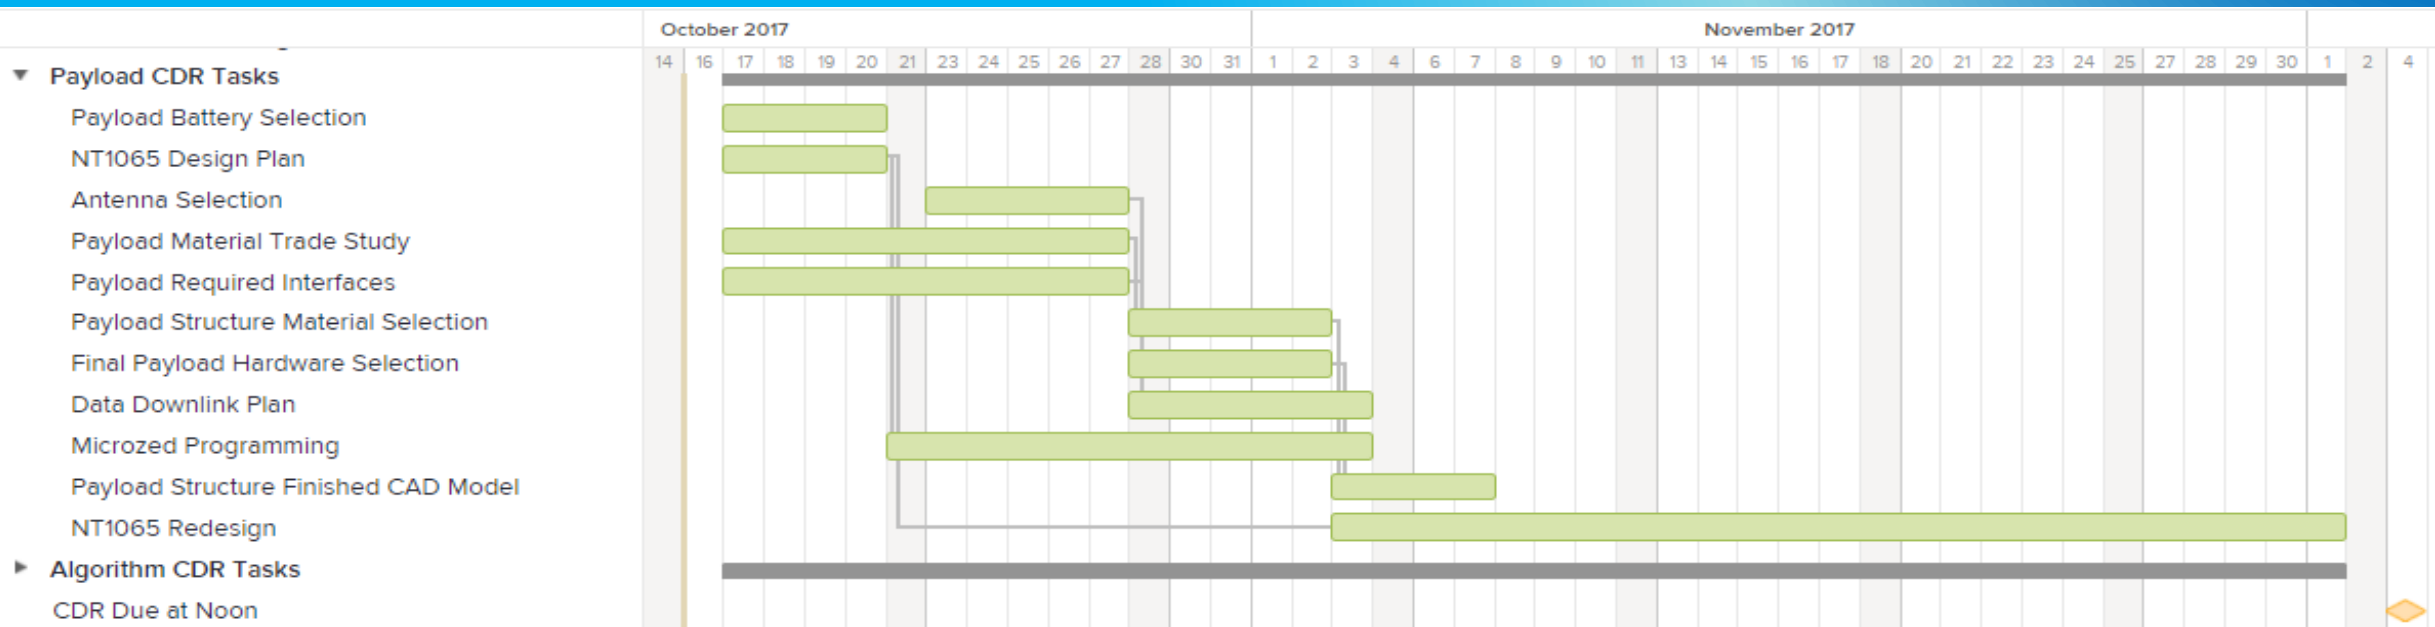 October 2017 November 2017
14 16 17 18 19 20 21 23 24 25 26 27 28 30 31 1 2 3 4 6 7 8 9 10 11 13 14 15 16 17 18 20 21 22 23 24 25 27 28 29 30 1 2 4
Payload CDR Tasks
Payload Battery Selection
NT1065 Design Plan
Antenna Selection
Payload Material Trade Study
Payload Required Interfaces
Payload Structure Material Selection
Final Payload Hardware Selection
Data Downlink Plan
Microzed Programming
Payload Structure Finished CAD Model
NT1065 Redesign
Algorithm CDR Tasks
CDR Due at Noon